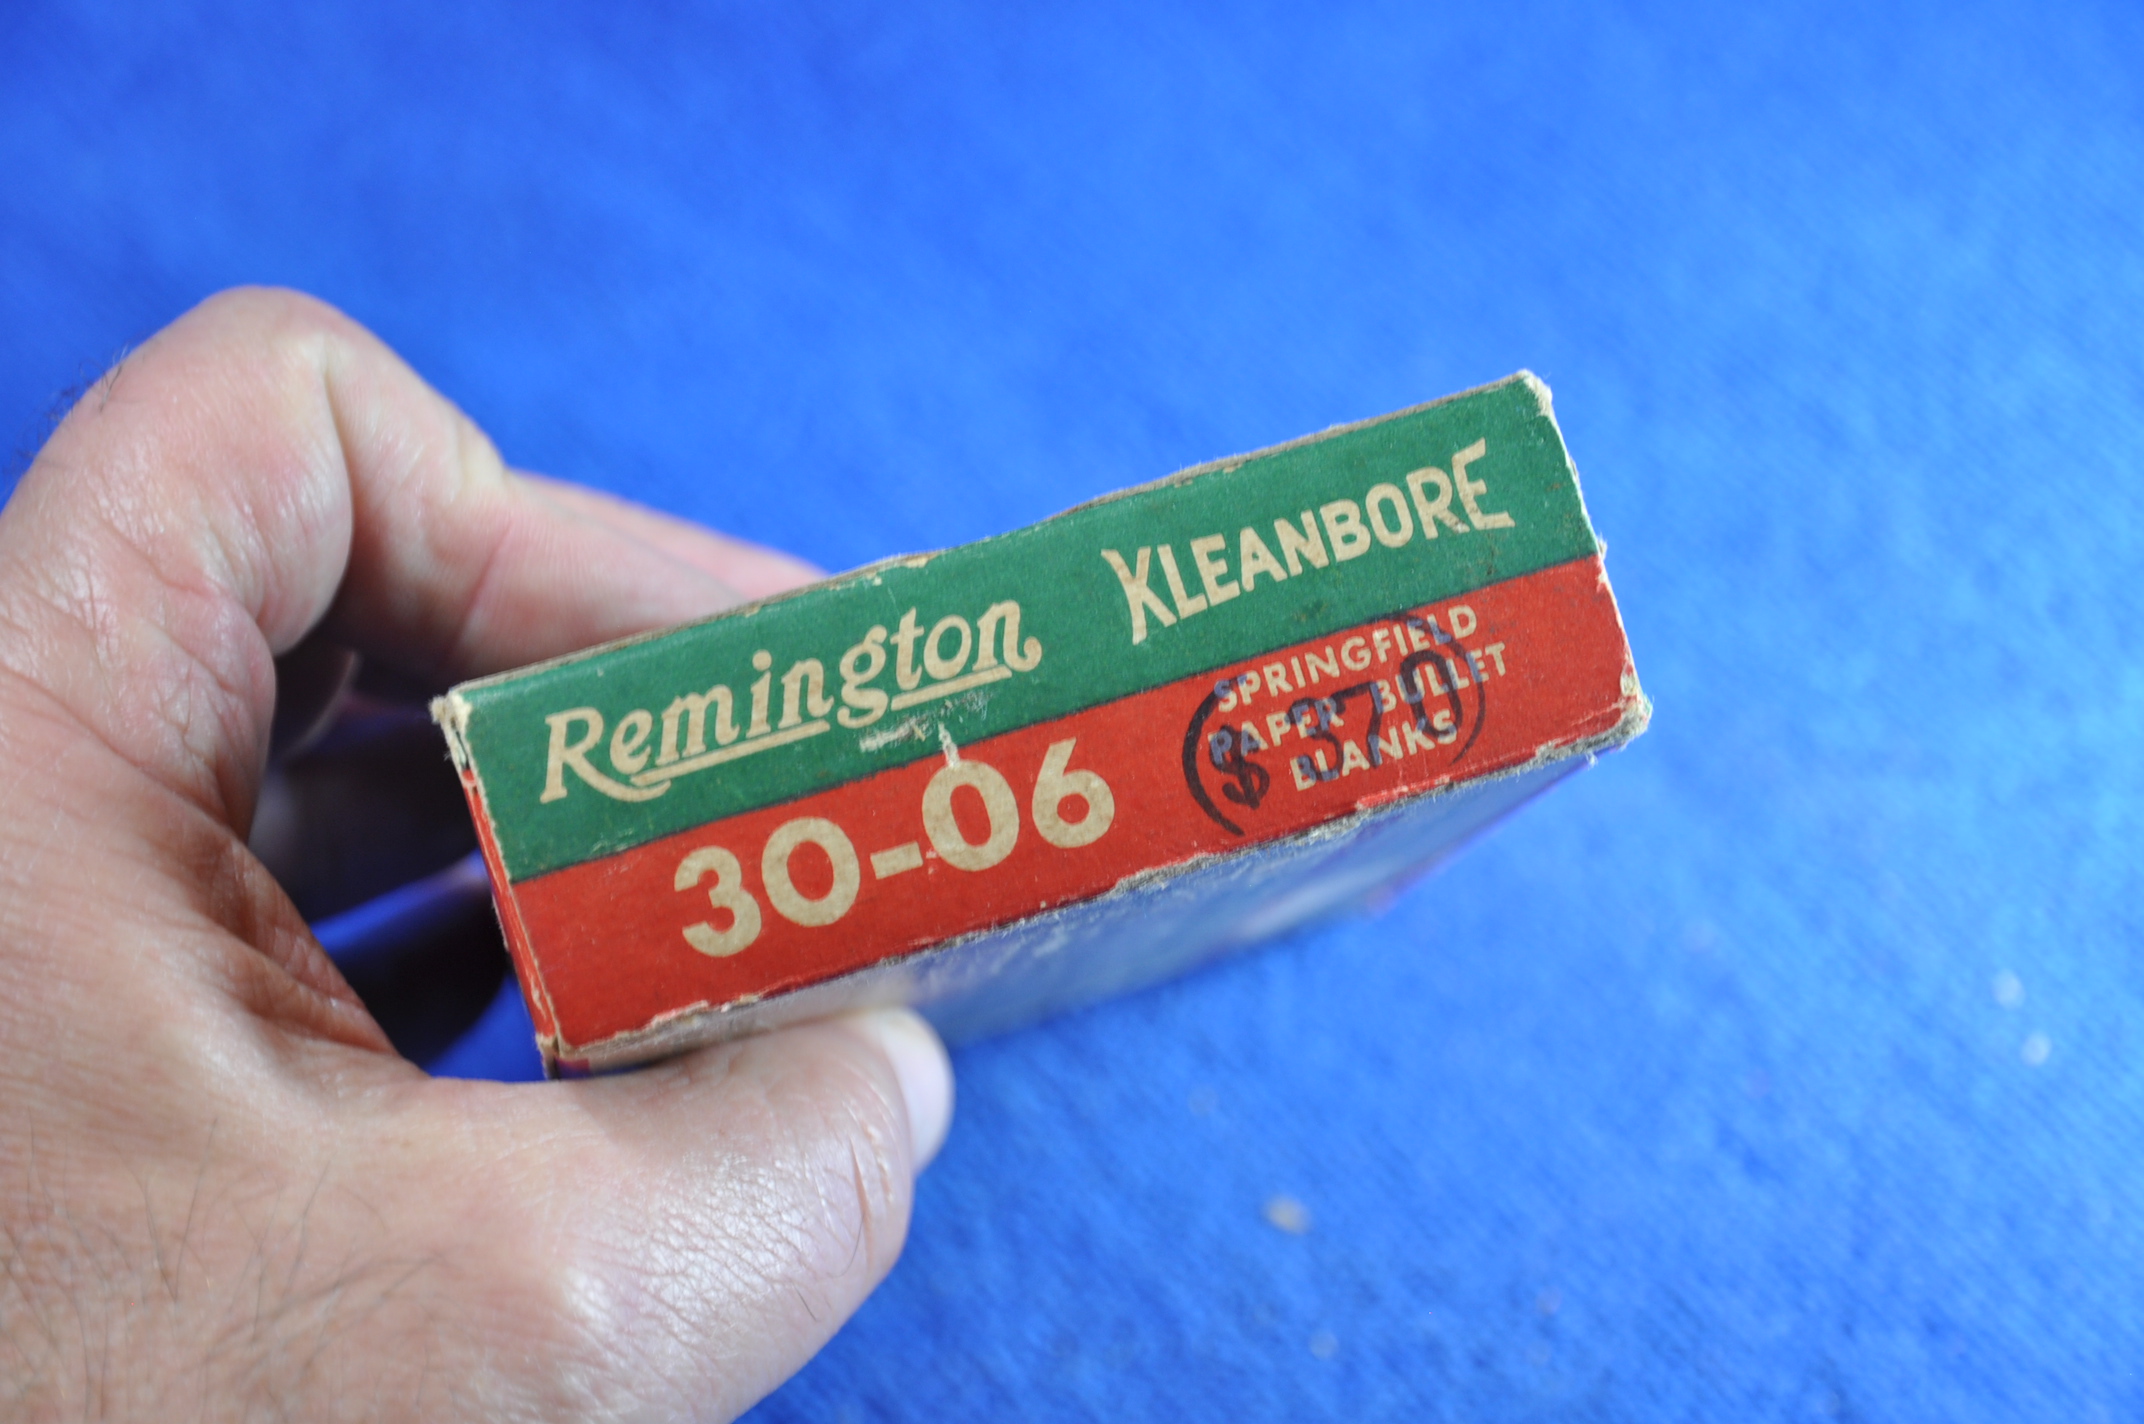 Remington KLEANBORE
30-06
SPRINGFIELD
PAPER BULLET
BLANKS
$ 370